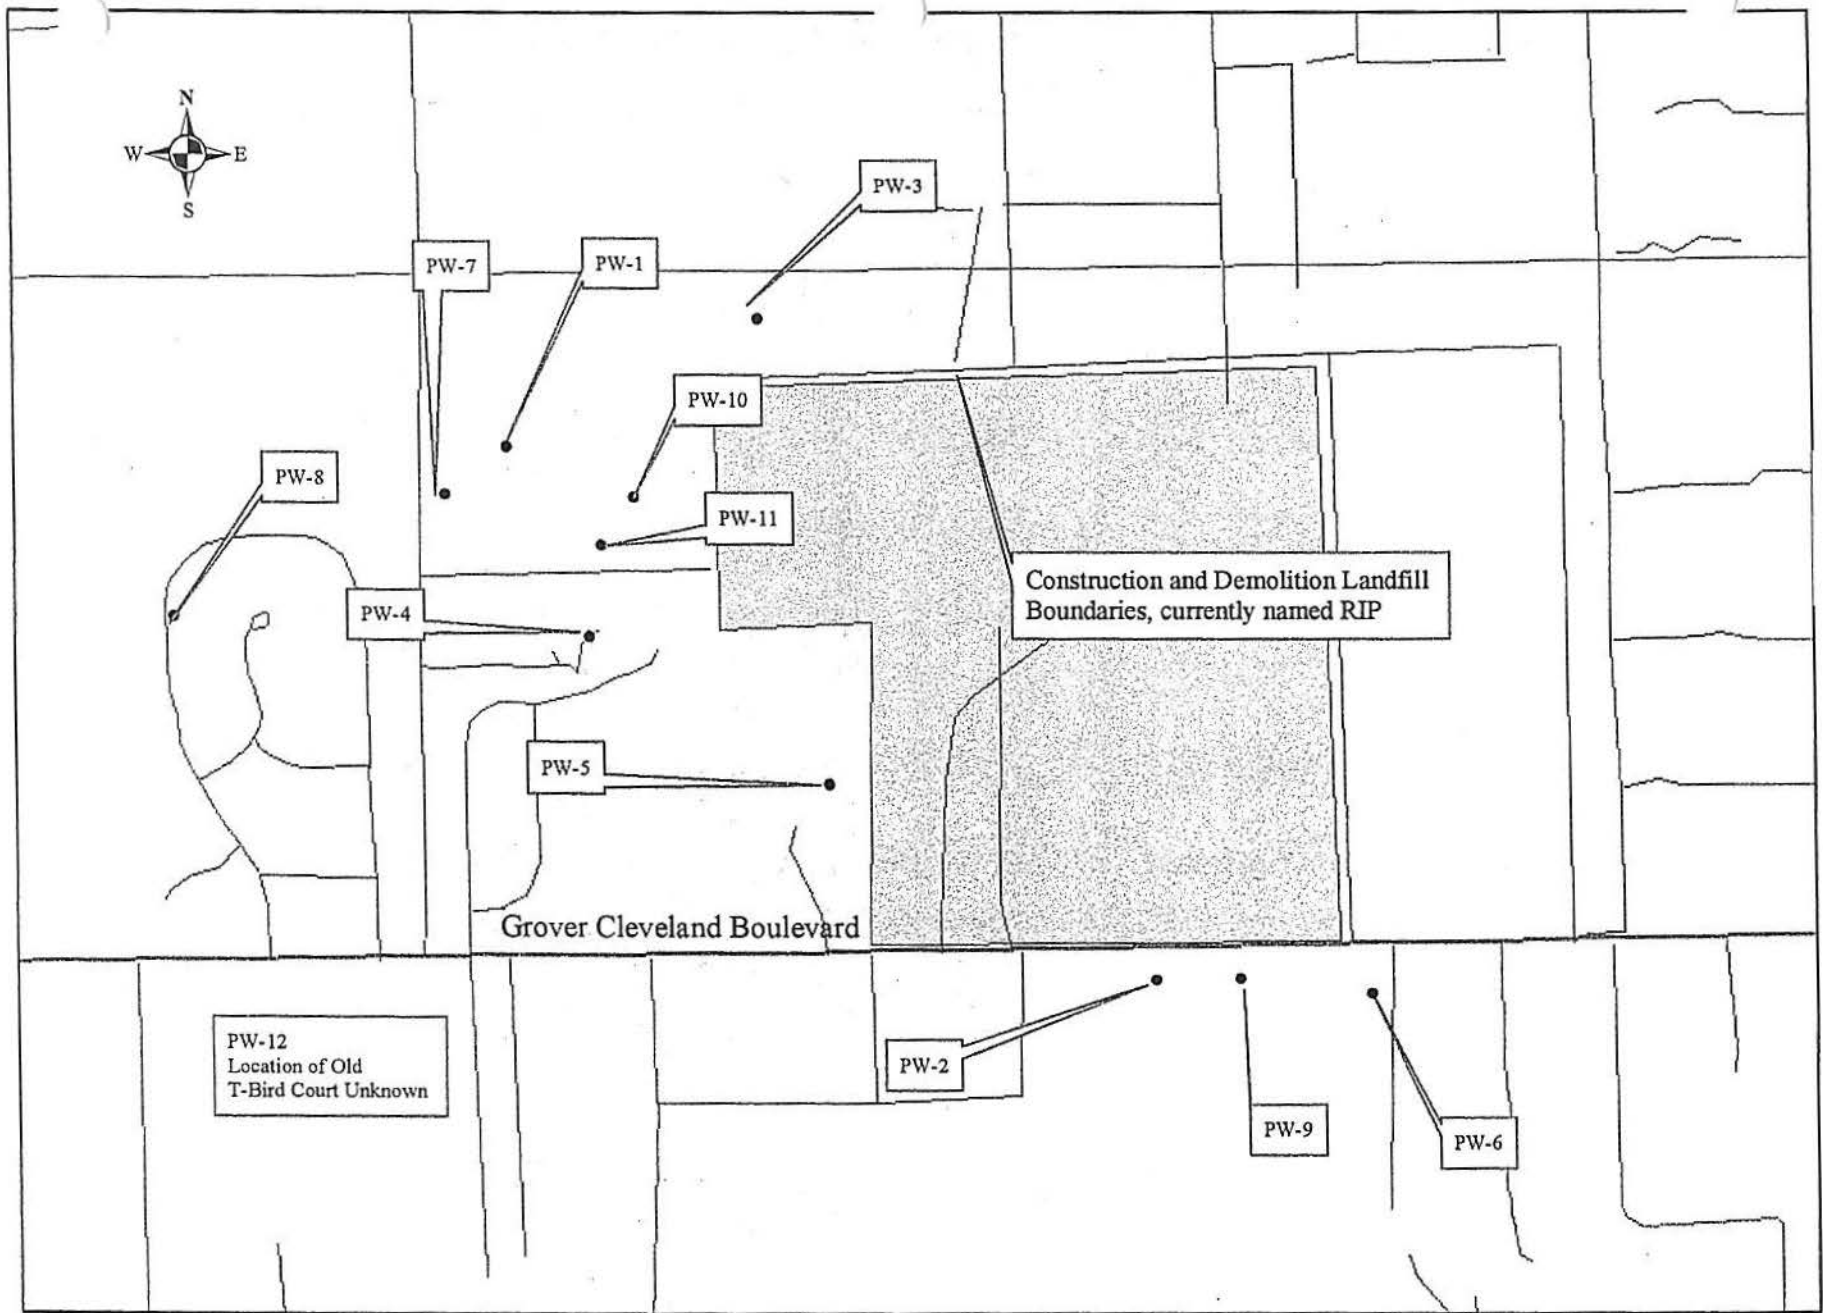 N
W E
S
PW-3
PW-7
PW-1
PW-10
PW-8
PW-11
Construction and Demolition Landfill
Boundaries, currently named RIP
PW-4
PW-5
Grover Cleveland Boulevard
PW-12
Location of Old
T-Bird Court Unknown
PW-2
PW-9
PW-6